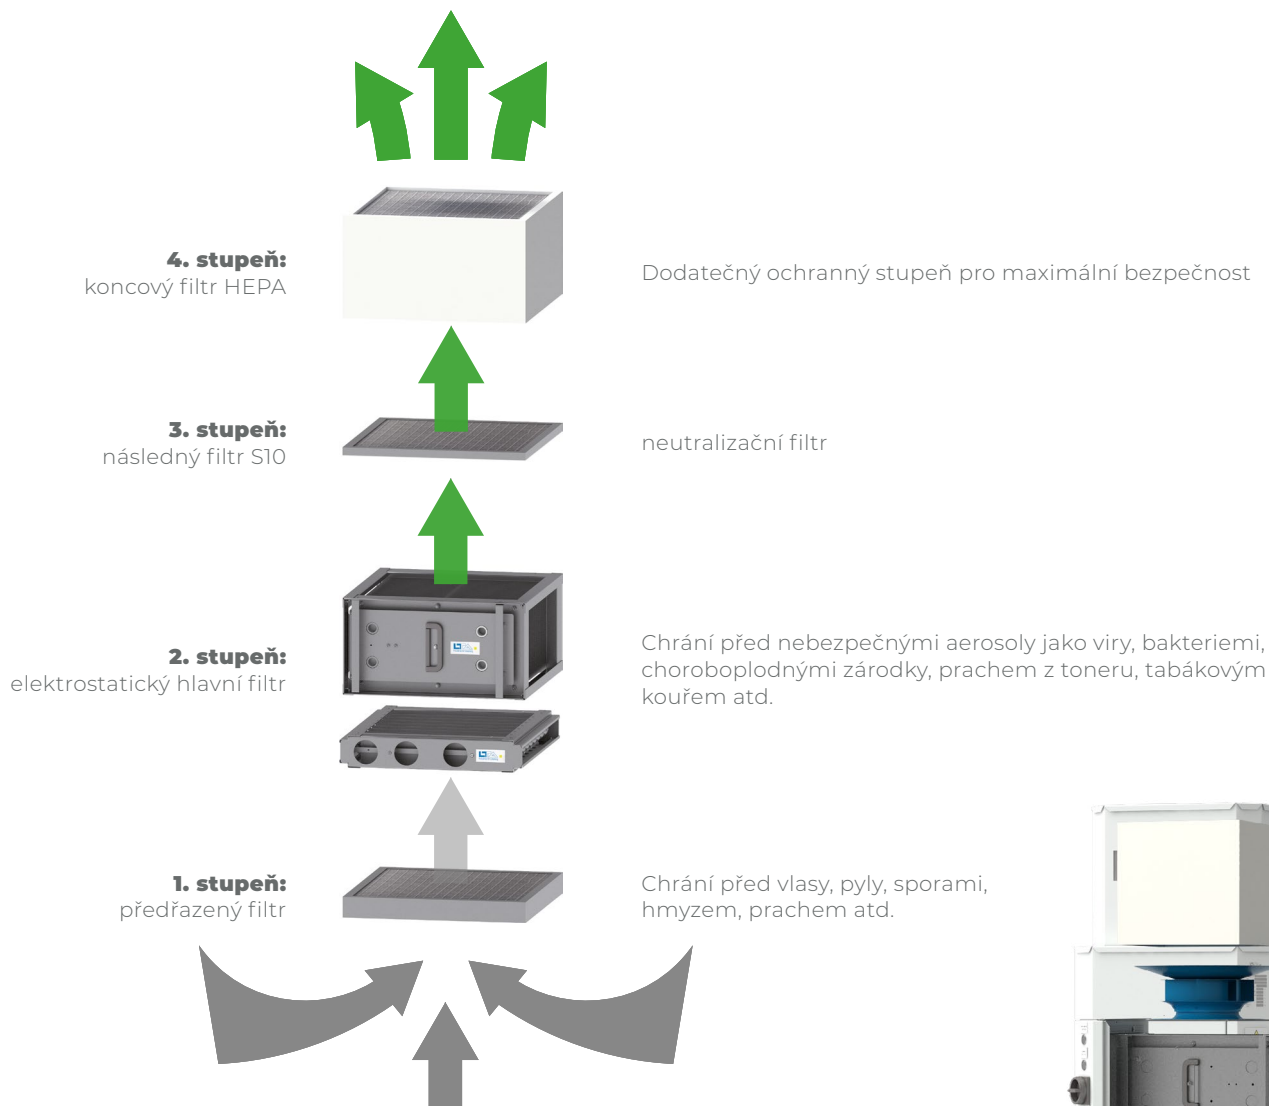 4. stupeň:
koncový filtr HEPA
Dodatečný ochranný stupeň pro maximální bezpečnost
3. stupeň:
následný filtr S10
neutralizační filtr
2. stupeň:
elektrostatický hlavní filtr
Chrání před nebezpečnými aerosoly jako viry, bakteriemi,
choroboplodnými zárodky, prachem z toneru, tabákovým
kouřem atd.
1. stupeň:
předřazený filtr
Chrání před vlasy, pyly, sporami,
hmyzem, prachem atd.